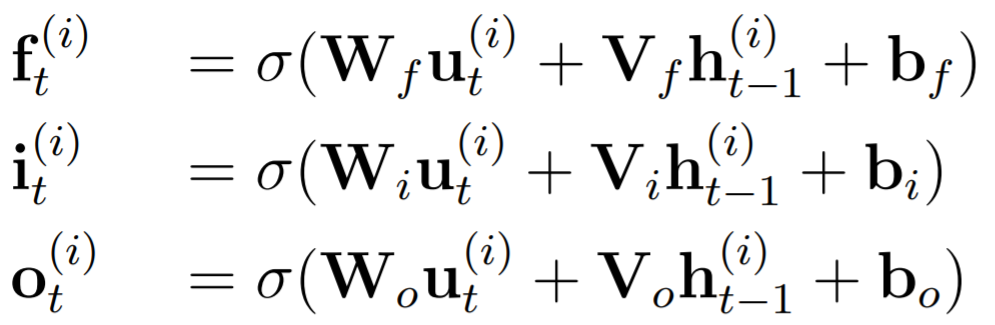 𝐟_t^{(i)} = σ(𝐖_f 𝐮_t^{(i)} + 𝐕_f 𝐡_{t−1}^{(i)} + 𝐛_f)
𝐢_t^{(i)} = σ(𝐖_i 𝐮_t^{(i)} + 𝐕_i 𝐡_{t−1}^{(i)} + 𝐛_i)
𝐨_t^{(i)} = σ(𝐖_o 𝐮_t^{(i)} + 𝐕_o 𝐡_{t−1}^{(i)} + 𝐛_o)